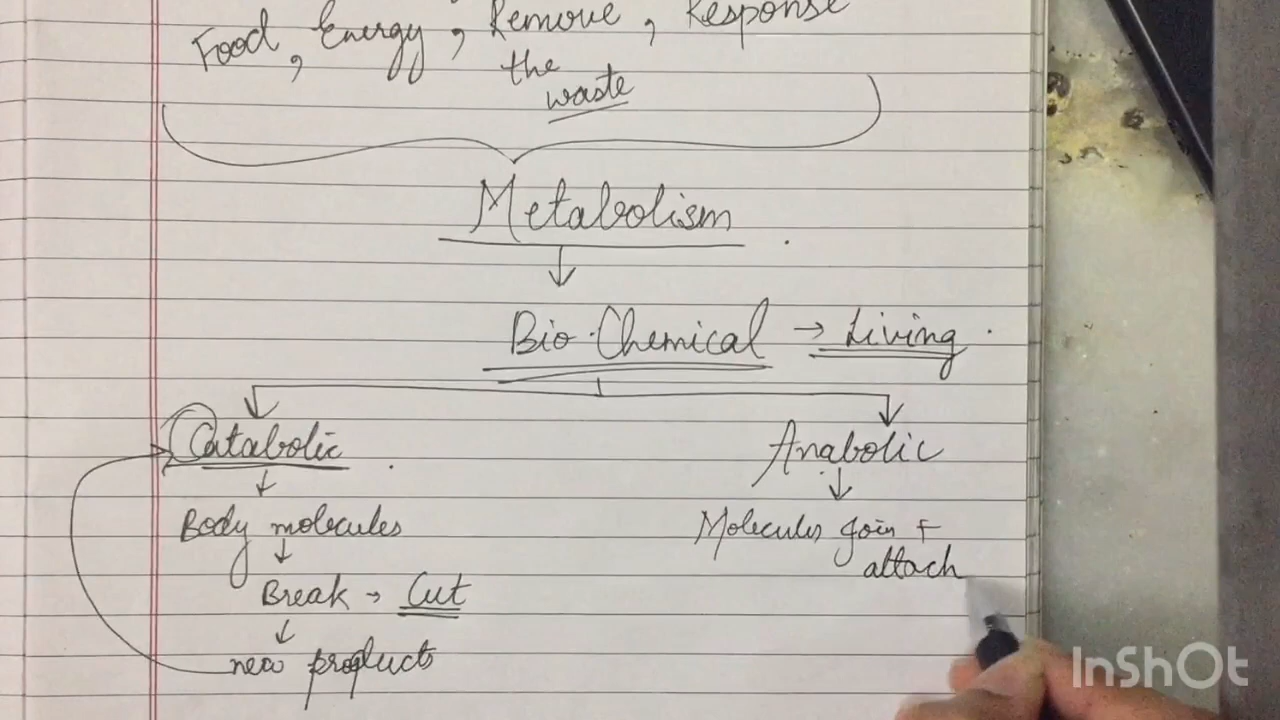 Food, Energy, Remove, Response
the
waste
Metabolism
Bio.Chemical → Living
Catabolic
Anabolic
Body molecules
Molecules Join +
attach
Break → Cut
new products
InShOt